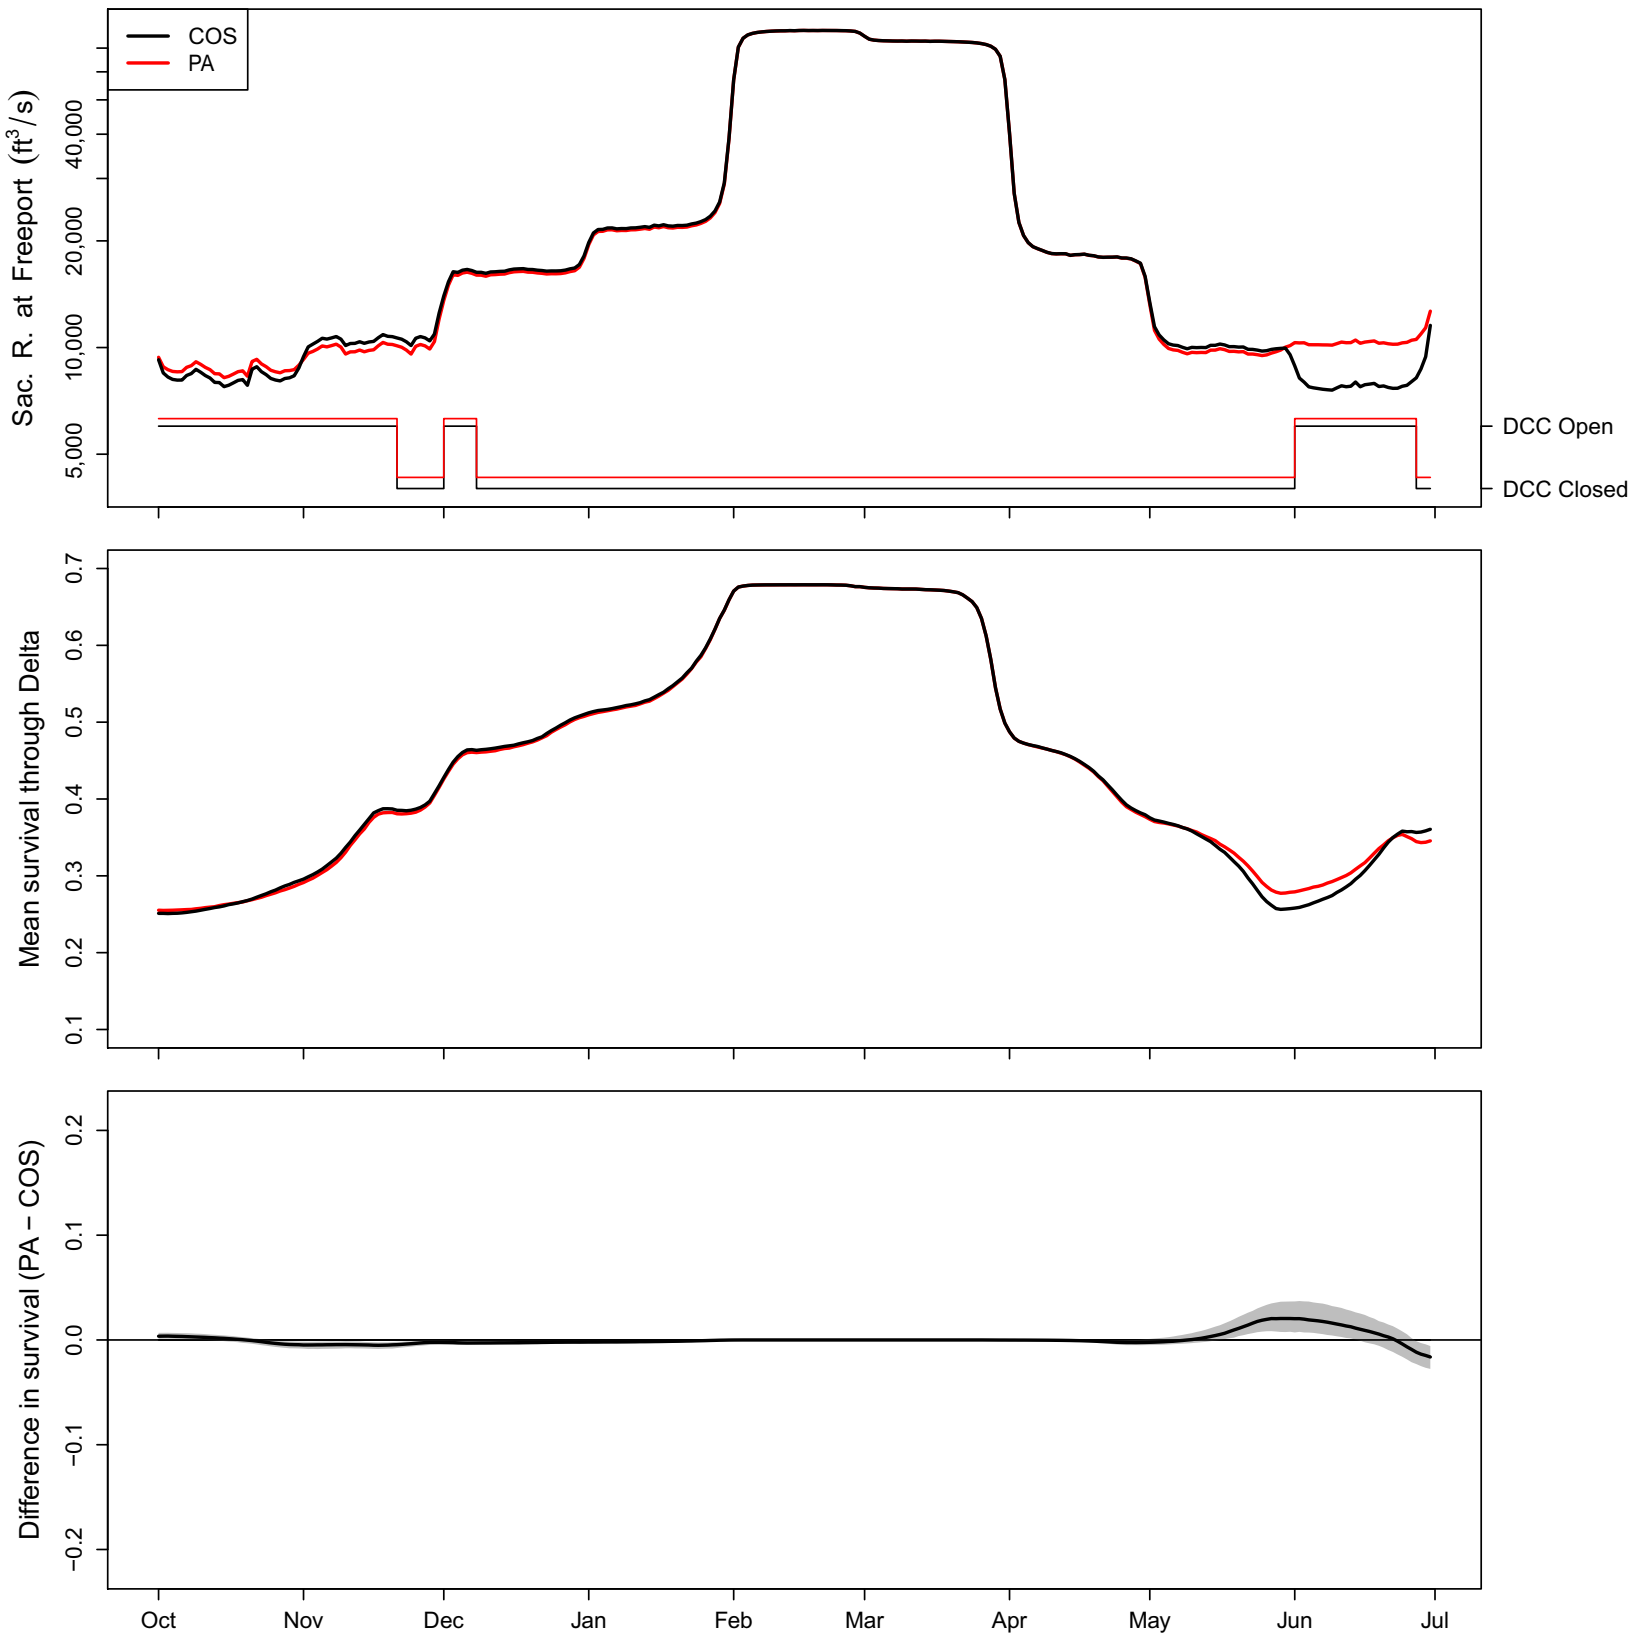 COS
PA
Sac. R. at Freeport (ft³/s)
40,000
20,000
10,000
5,000
DCC Open
DCC Closed
Mean survival through Delta
0.7
0.6
0.5
0.4
0.3
0.2
0.1
Difference in survival (PA − COS)
0.2
0.1
0.0
−0.1
−0.2
Oct Nov Dec Jan Feb Mar Apr May Jun Jul